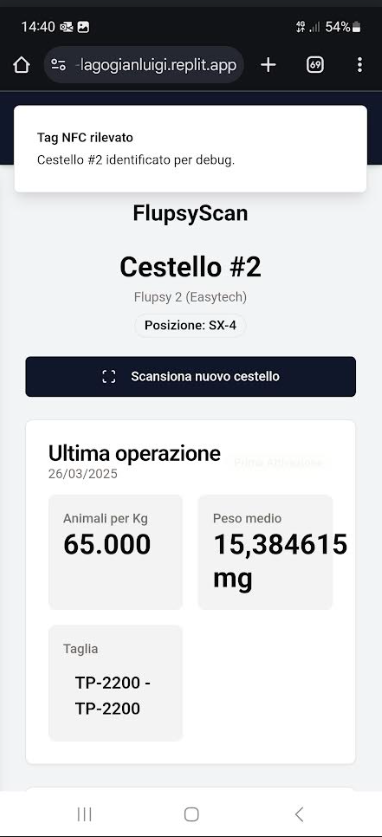 14:40 54%
-lagogianluigi.replit.app 69
Tag NFC rilevato
Cestello #2 identificato per debug.
FlupsyScan
Cestello #2
Flupsy 2 (Easytech)
Posizione: SX-4
Scansiona nuovo cestello
Ultima operazione
26/03/2025
Animali per Kg
65.000
Peso medio
15,384615
mg
Taglia
TP-2200 -
TP-2200